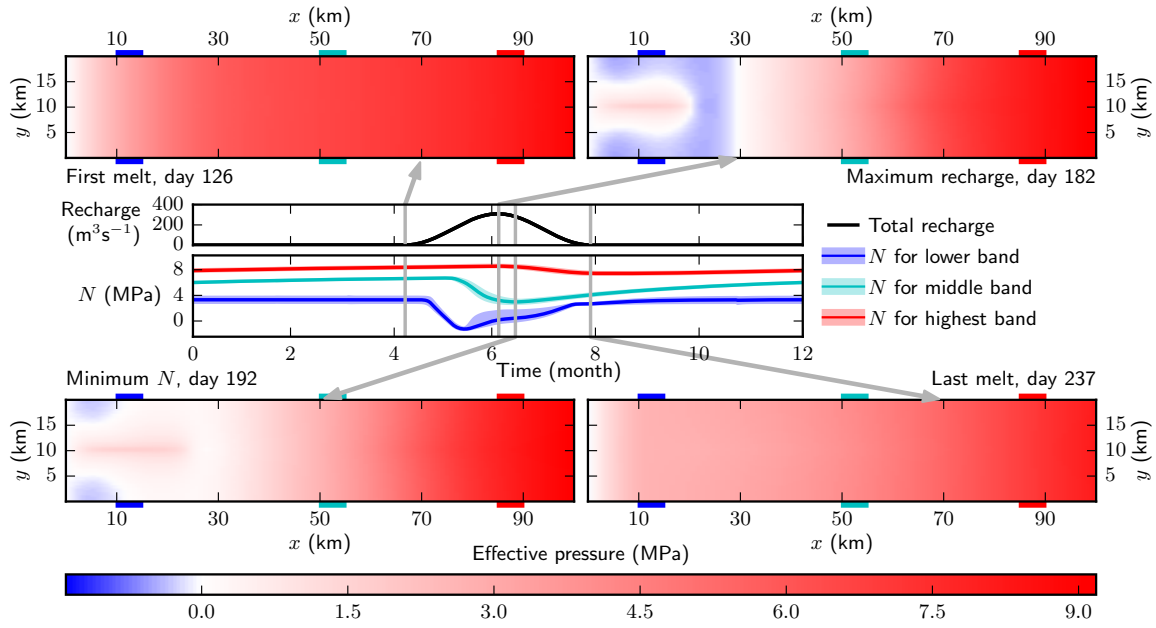 x (km)
x (km)
10 30 50 70 90
10 30 50 70 90
y (km)
15
10
5
15
10
5
y (km)
First melt, day 126
Maximum recharge, day 182
Recharge
(m³s⁻¹)
400
200
0
N (MPa)
8
4
0
0 2 4 6 8 10 12
Time (month)
Total recharge
N for lower band
N for middle band
N for highest band
Minimum N, day 192
Last melt, day 237
y (km)
15
10
5
15
10
5
y (km)
10 30 50 70 90
10 30 50 70 90
x (km)
x (km)
Effective pressure (MPa)
0.0 1.5 3.0 4.5 6.0 7.5 9.0